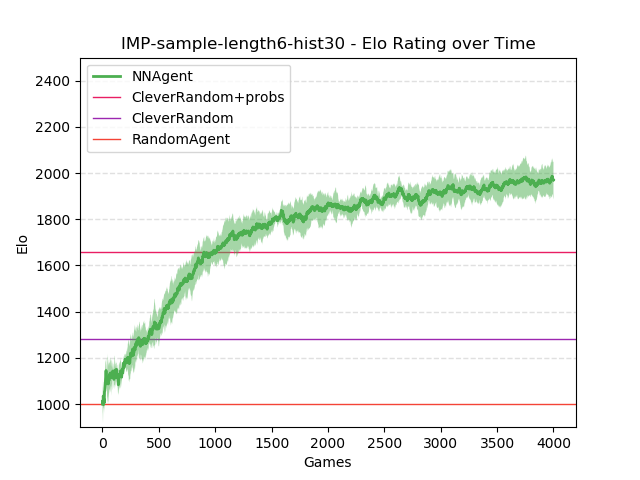 IMP-sample-length6-hist30 - Elo Rating over Time
NNAgent
CleverRandom+probs
CleverRandom
RandomAgent
2400
2200
2000
1800
1600
1400
1200
1000
Elo
0 500 1000 1500 2000 2500 3000 3500 4000
Games